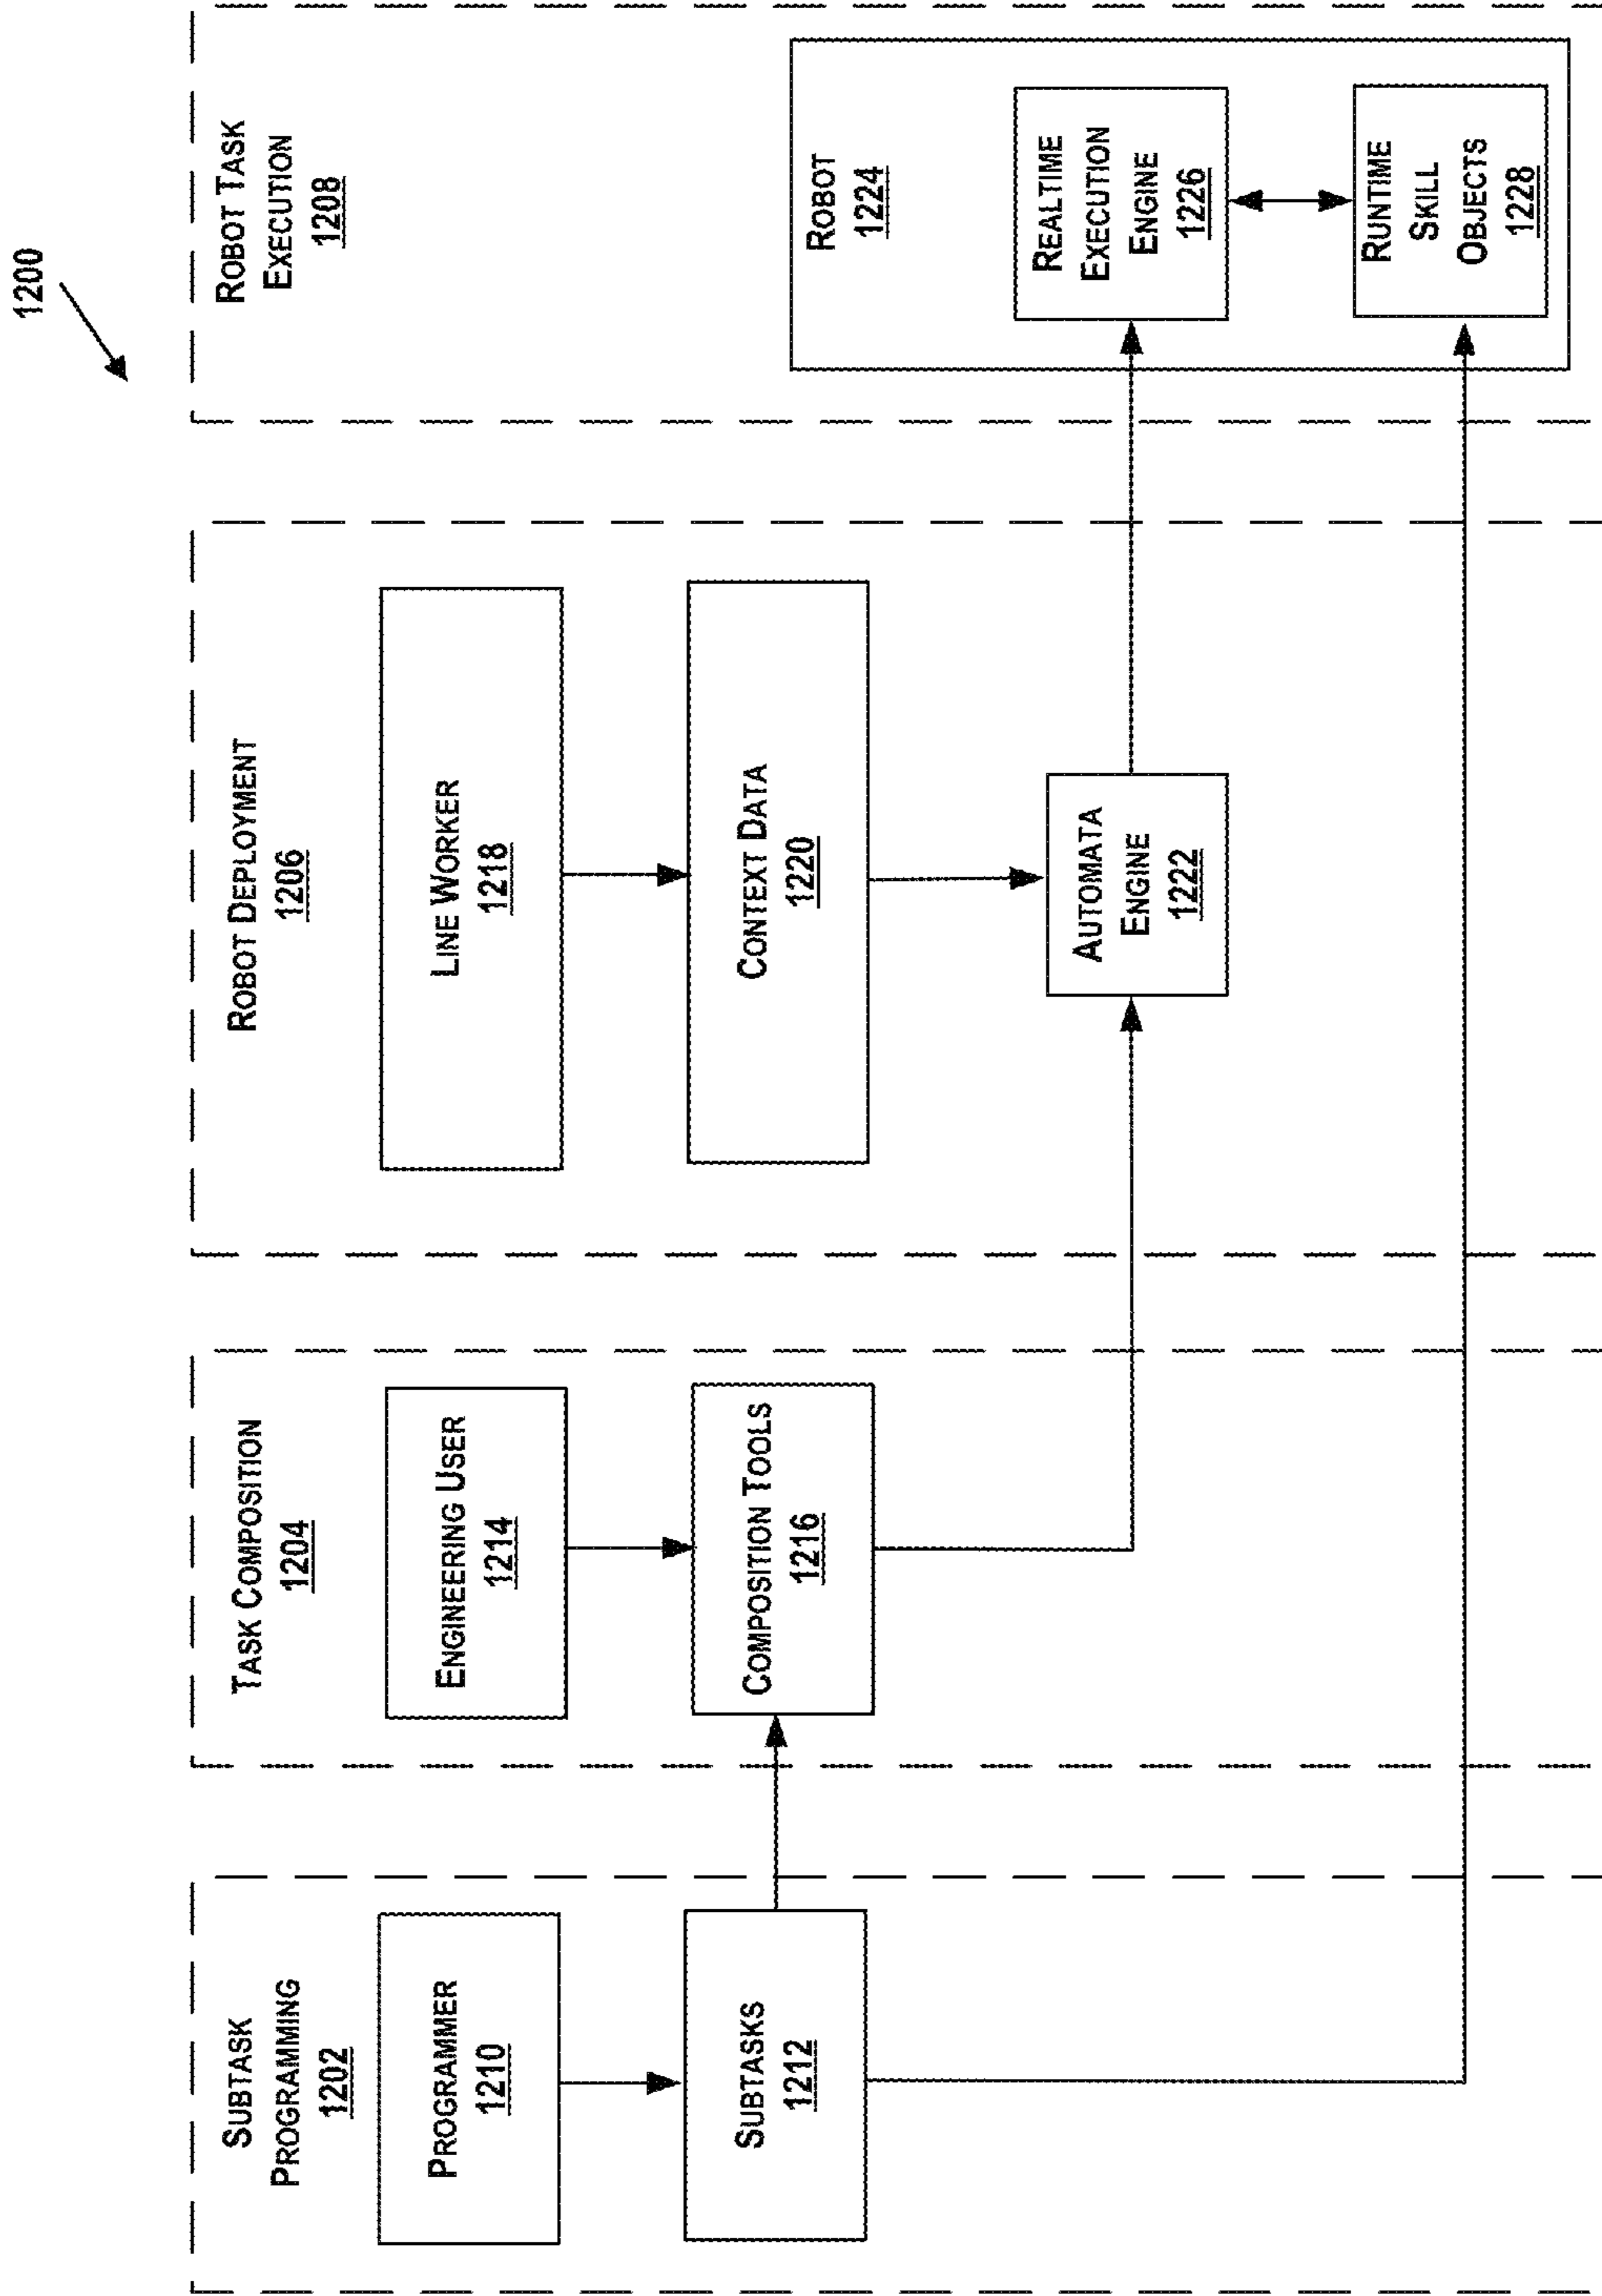 1200
SUBTASK
PROGRAMMING
1202
PROGRAMMER
1210
SUBTASKS
1212
TASK COMPOSITION
1204
ENGINEERING USER
1214
COMPOSITION TOOLS
1216
ROBOT DEPLOYMENT
1206
LINE WORKER
1218
CONTEXT DATA
1220
AUTOMATA
ENGINE
1222
ROBOT TASK
EXECUTION
1208
ROBOT
1224
REALTIME
EXECUTION
ENGINE
1226
RUNTIME
SKILL
OBJECTS
1228